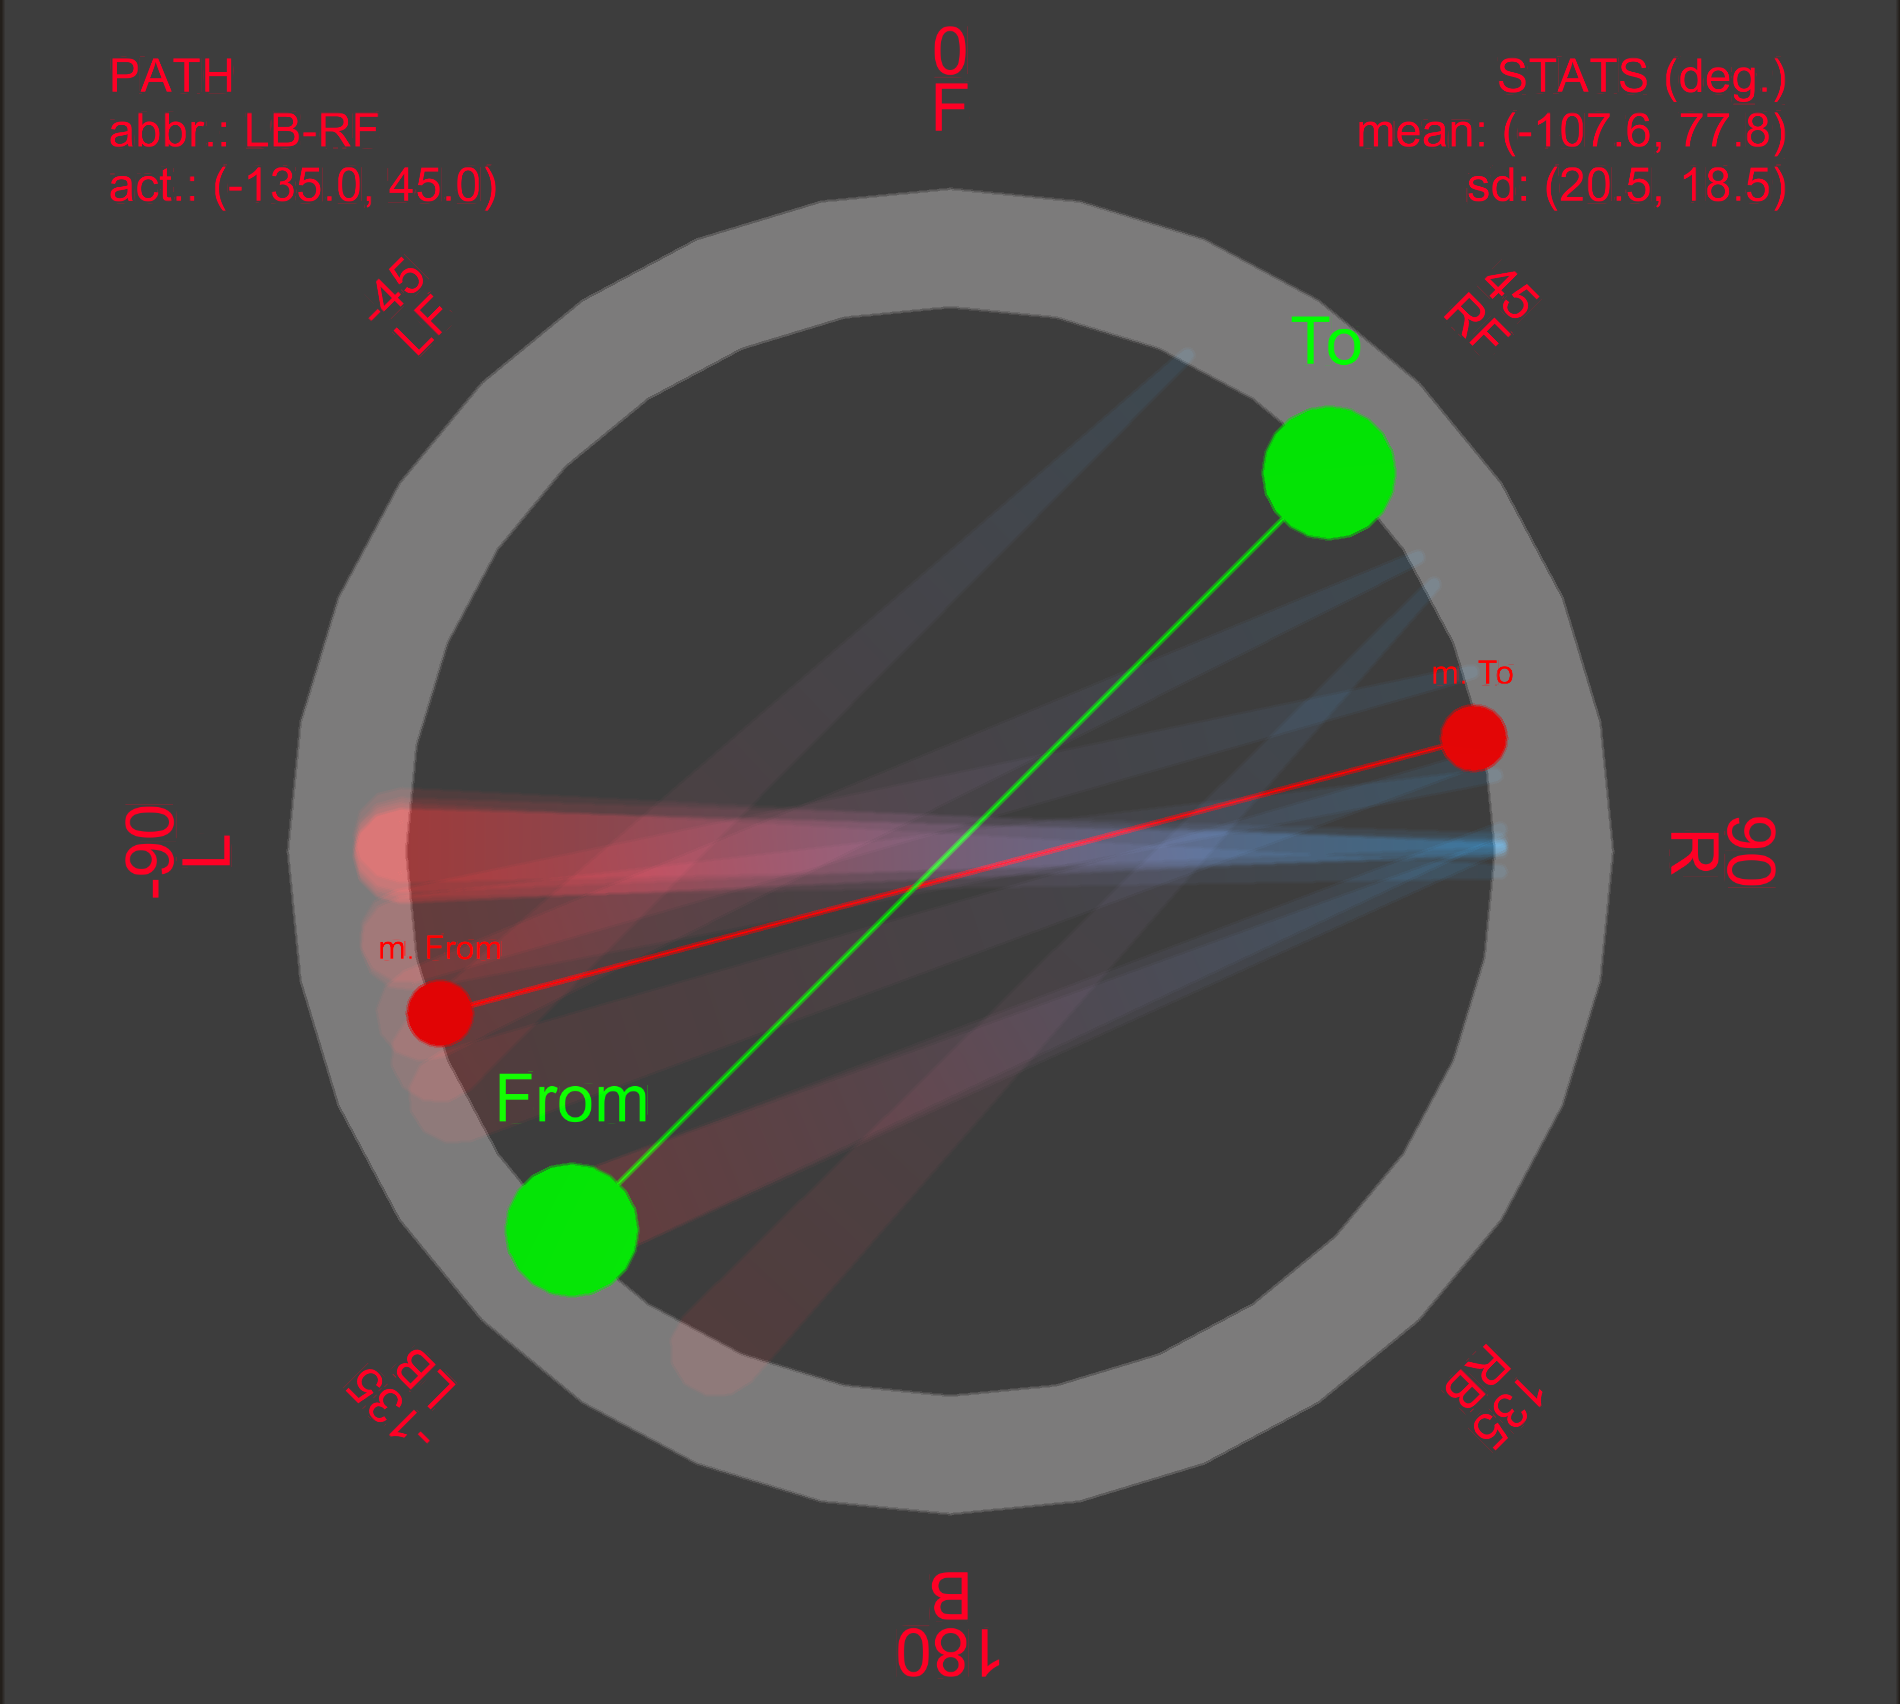 0
F
PATH
abbr.: LB-RF
act.: (-135.0, 45.0)
STATS (deg.)
mean: (-107.6, 77.8)
sd: (20.5, 18.5)
-45
LF
45
RF
To
m. To
-90
L
90
R
m. From
From
-135
LB
135
RB
B
180